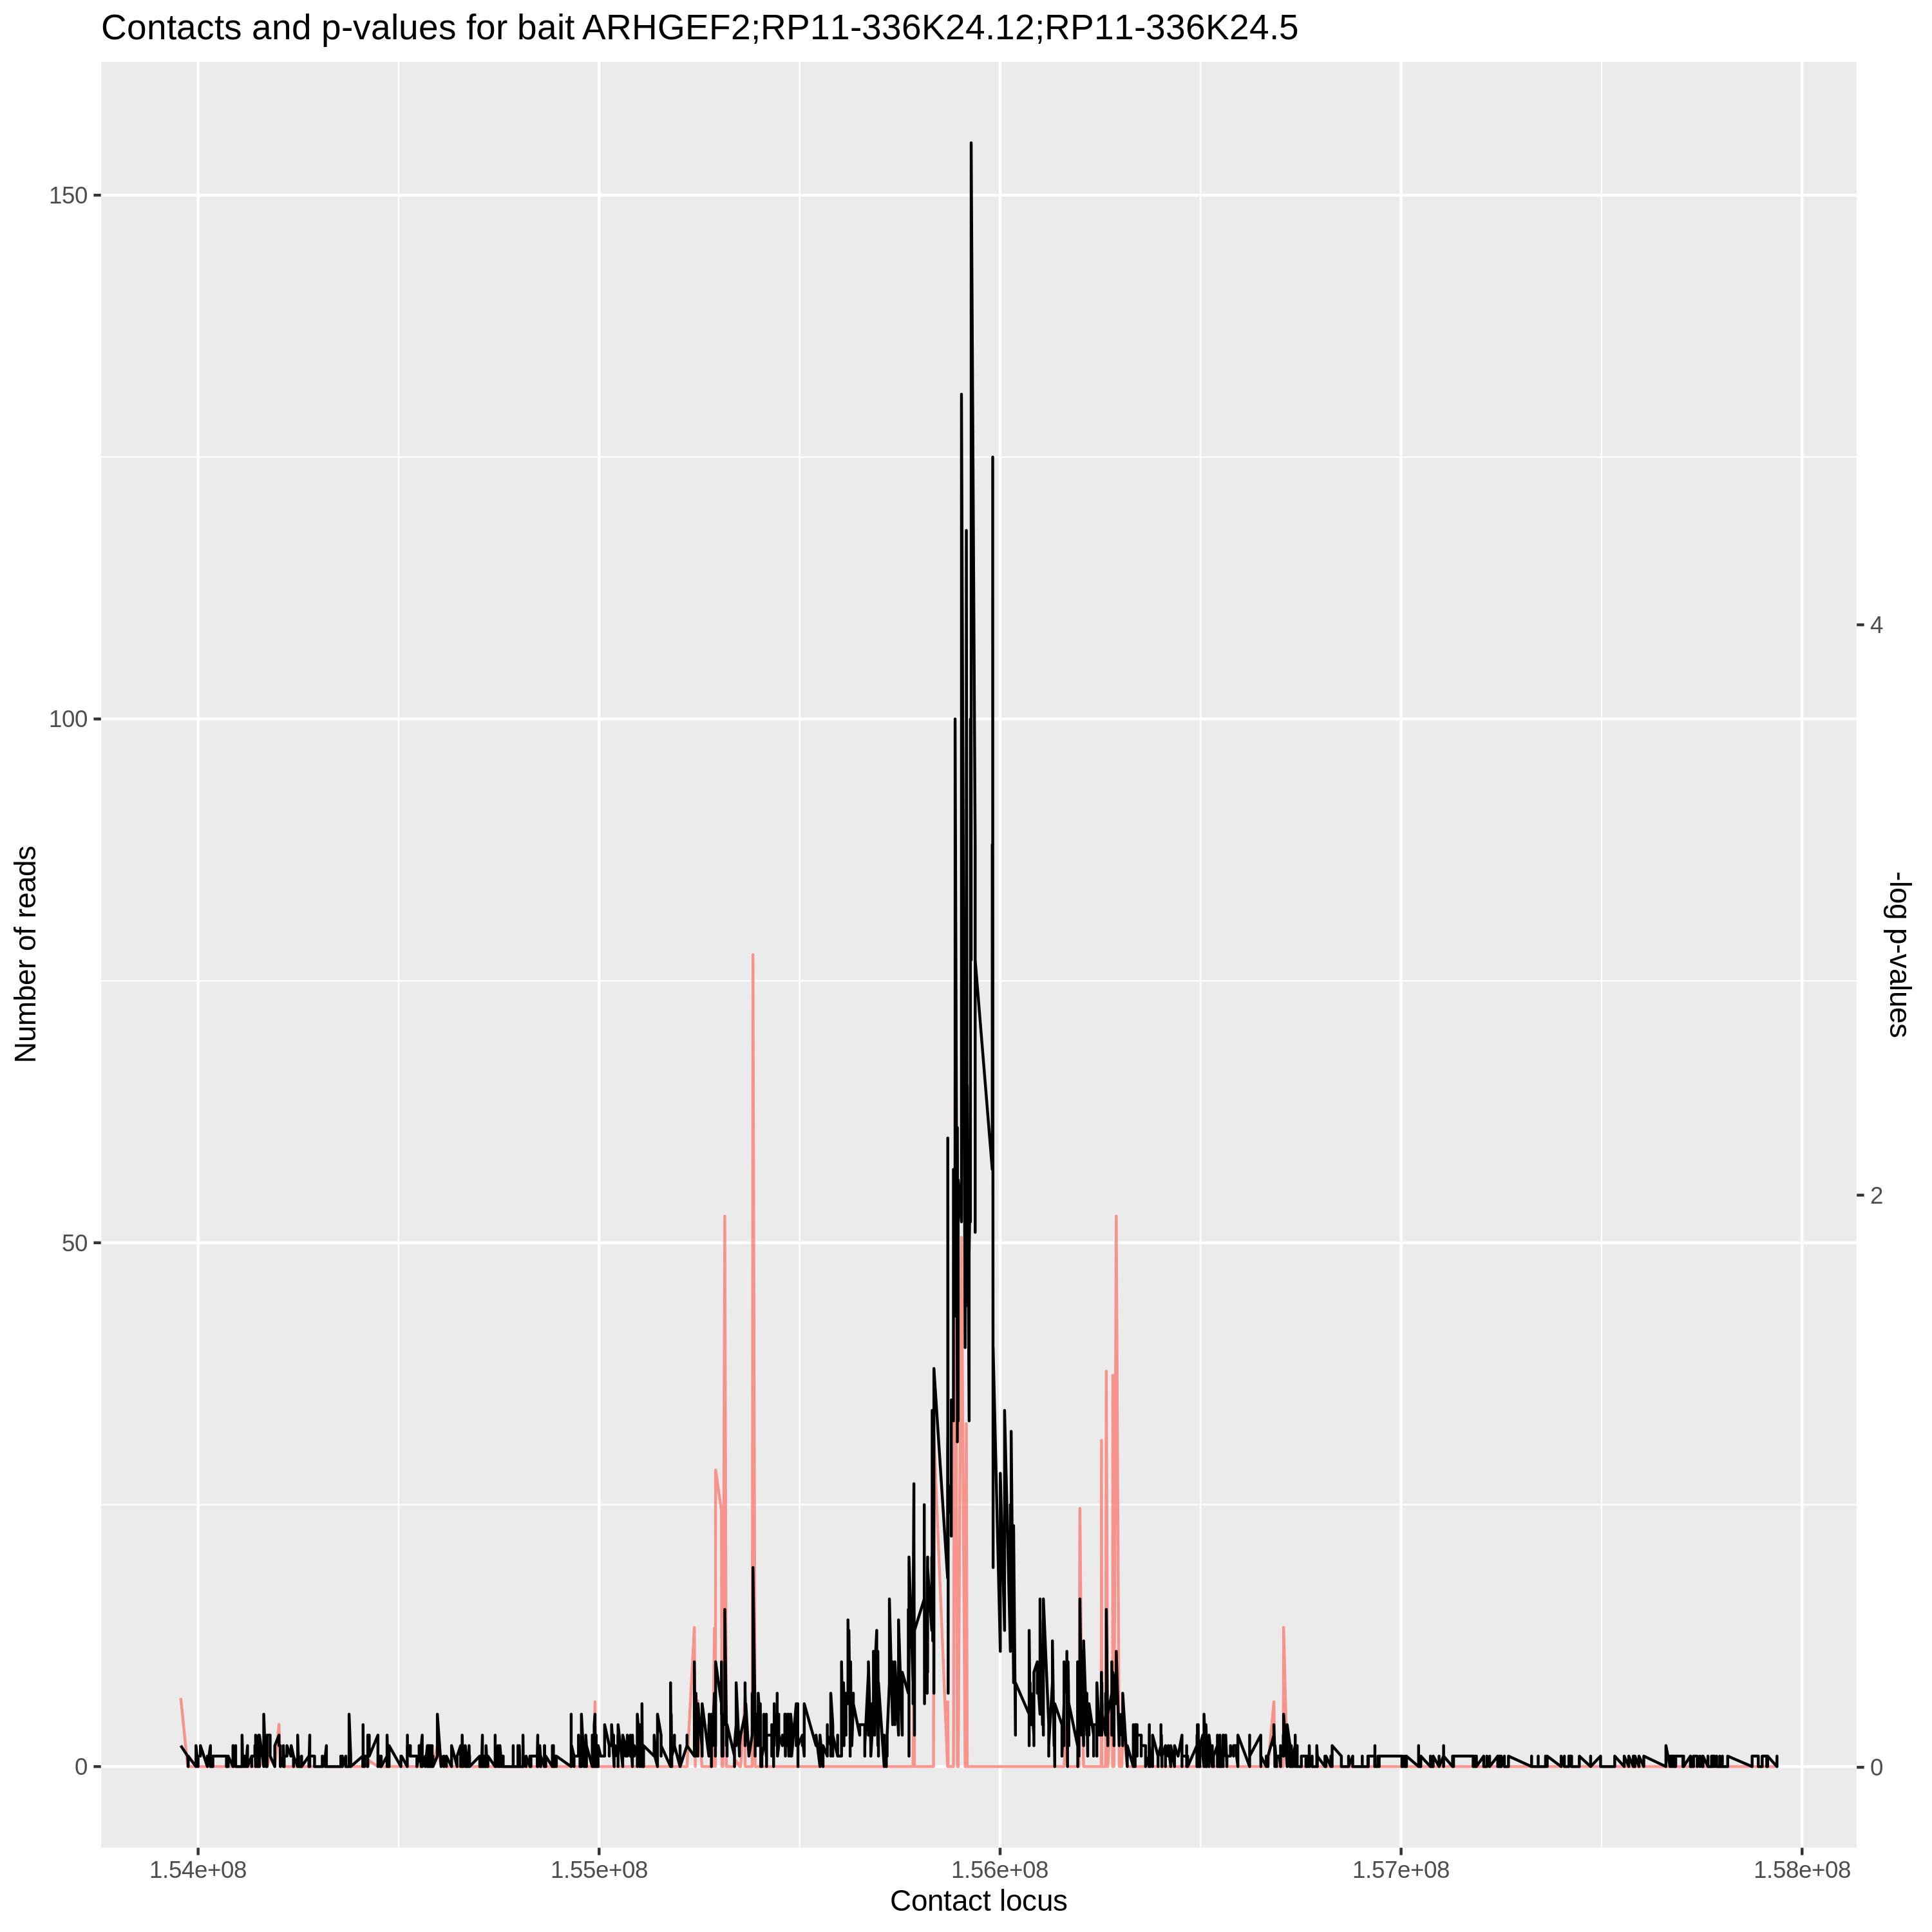 Contacts and p-values for bait ARHGEF2;RP11-336K24.12;RP11-336K24.5
150
100
50
0
Number of reads
4
2
0
-log p-values
1.54e+08
1.55e+08
1.56e+08
1.57e+08
1.58e+08
Contact locus